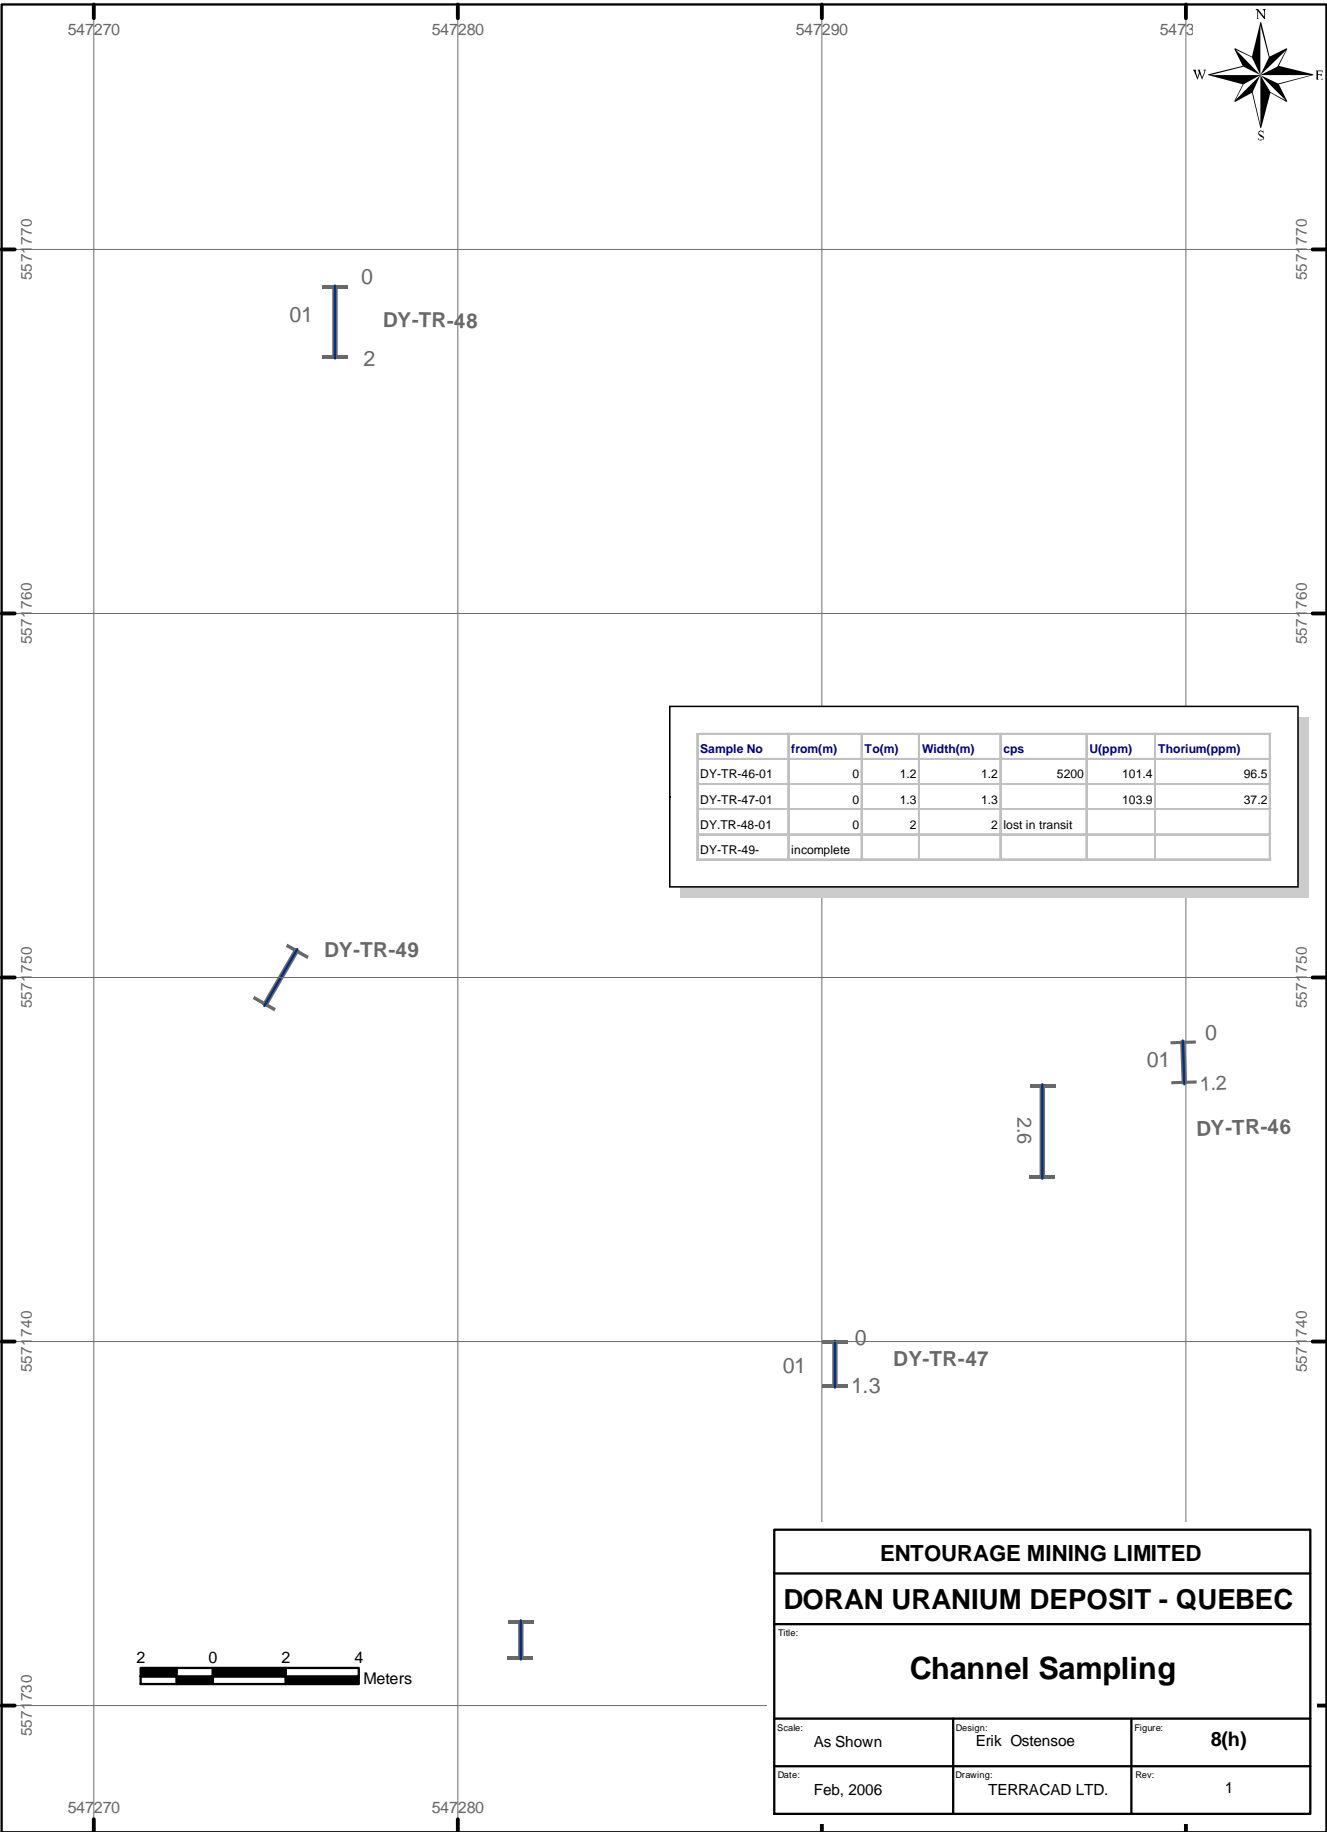 547270
547280
547290
5473
N
W
E
S
5571770
5571770
0
01
DY-TR-48
2
5571760
5571760
Sample No from(m) To(m) Width(m) cps U(ppm) Thorium(ppm)
DY-TR-46-01 0 1.2 1.2 5200 101.4 96.5
DY-TR-47-01 0 1.3 1.3 103.9 37.2
DY.TR-48-01 0 2 2 lost in transit
DY-TR-49- incomplete
DY-TR-49
5571750
5571750
0
01
1.2
DY-TR-46
2.6
5571740
5571740
0
01
DY-TR-47
1.3
ENTOURAGE MINING LIMITED
DORAN URANIUM DEPOSIT - QUEBEC
Title:
Channel Sampling
2 0 2 4
Meters
5571730
Scale: As Shown
Design: Erik Ostensoe
Figure: 8(h)
Date: Feb, 2006
Drawing: TERRACAD LTD.
Rev: 1
547270
547280